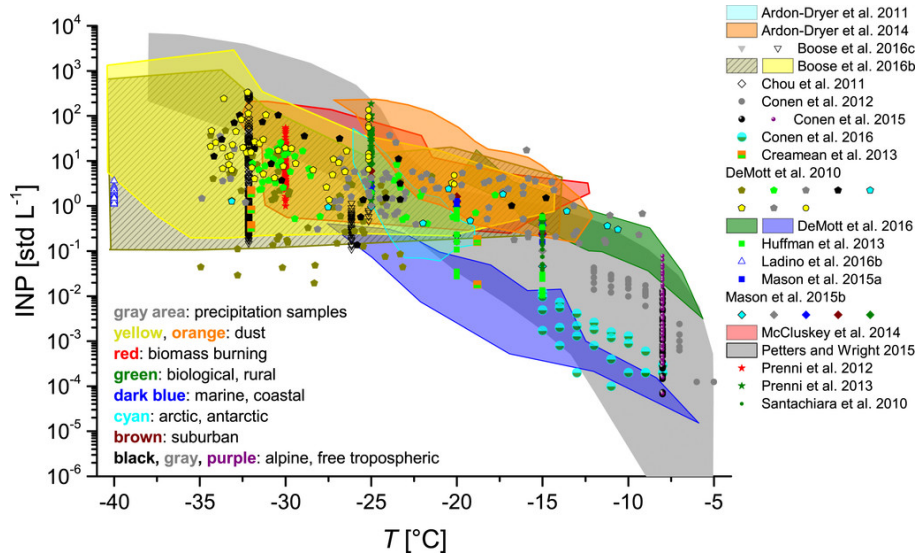 10^4
10^3
10^2
10^1
10^0
10^-1
10^-2
10^-3
10^-4
10^-5
10^-6
INP [std L^-1]
-40 -35 -30 -25 -20 -15 -10 -5
T [°C]
gray area: precipitation samples
yellow, orange: dust
red: biomass burning
green: biological, rural
dark blue: marine, coastal
cyan: arctic, antarctic
brown: suburban
black, gray, purple: alpine, free tropospheric
Ardon-Dryer et al. 2011
Ardon-Dryer et al. 2014
Boose et al. 2016c
Boose et al. 2016b
Chou et al. 2011
Conen et al. 2012
Conen et al. 2015
Conen et al. 2016
Creamean et al. 2013
DeMott et al. 2010
DeMott et al. 2016
Huffman et al. 2013
Ladino et al. 2016b
Mason et al. 2015a
Mason et al. 2015b
McCluskey et al. 2014
Petters and Wright 2015
Prenni et al. 2012
Prenni et al. 2013
Santachiara et al. 2010